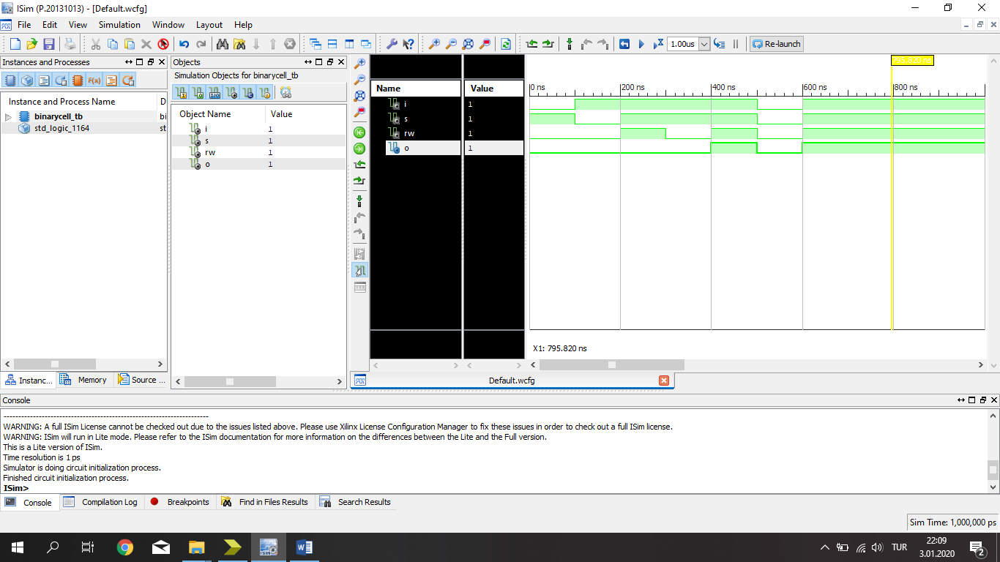 ISim (P.20131013) - [Default.wcfg]
File Edit View Simulation Window Layout Help
1.00us Re-launch
Instances and Processes
Instance and Process Name D
binarycell_tb bi
std_logic_1164 st
Instanc... Memory Source ...
Objects
Simulation Objects for binarycell_tb
Object Name Value
i 1
s 1
rw 1
o 1
Name Value
i 1
s 1
rw 1
o 1
795.820 ns
0 ns 200 ns 400 ns 600 ns 800 ns
X1: 795.820 ns
Default.wcfg
Console
WARNING: A full ISim License cannot be checked out due to the issues listed above. Please use Xilinx License Configuration Manager to fix these issues in order to check out a full ISim license.
WARNING: ISim will run in Lite mode. Please refer to the ISim documentation for more information on the differences between the Lite and the Full version.
This is a Lite version of ISim.
Time resolution is 1 ps
Simulator is doing circuit initialization process.
Finished circuit initialization process.
ISim>
Console Compilation Log Breakpoints Find in Files Results Search Results
Sim Time: 1,000,000 ps
TUR
22:09
3.01.2020
2